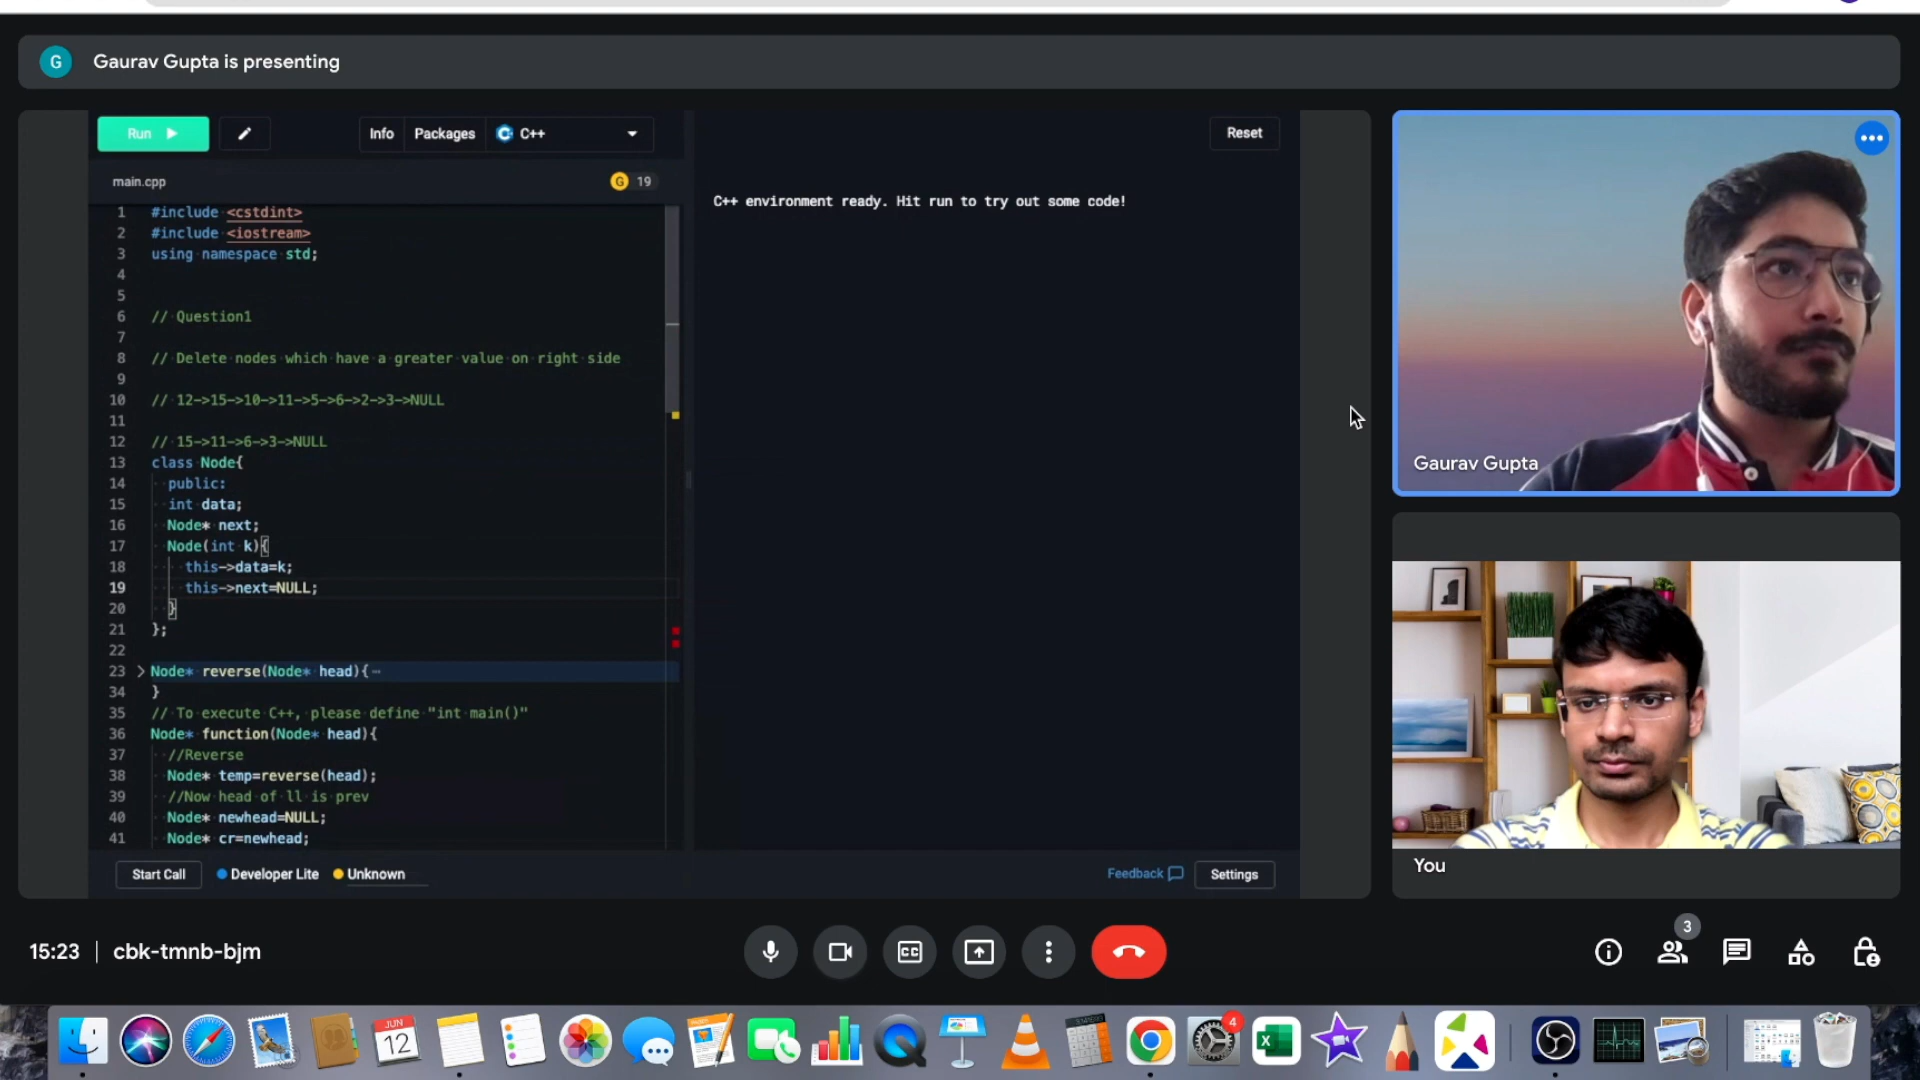 G Gaurav Gupta is presenting
Run Info Packages C++ Reset
main.cpp G 19
C++ environment ready. Hit run to try out some code!
1 #include <cstdint>
2 #include <iostream>
3 using namespace std;
4
5
6 // Question1
7
8 // Delete nodes which have a greater value on right side
9
10 // 12->15->10->11->5->6->2->3->NULL
11
12 // 15->11->6->3->NULL
13 class Node{
14 public:
15 int data;
16 Node* next;
17 Node(int k){
18 this->data=k;
19 this->next=NULL;
20 }
21 };
22
23 Node* reverse(Node* head){
34 }
35 // To execute C++, please define "int main()"
36 Node* function(Node* head){
37 //Reverse
38 Node* temp=reverse(head);
39 //Now head of ll is prev
40 Node* newhead=NULL;
41 Node* cr=newhead;
Start Call Developer Lite Unknown Feedback Settings
Gaurav Gupta
You
15:23 cbk-tmnb-bjm
CC
3
JUN
12
4
X